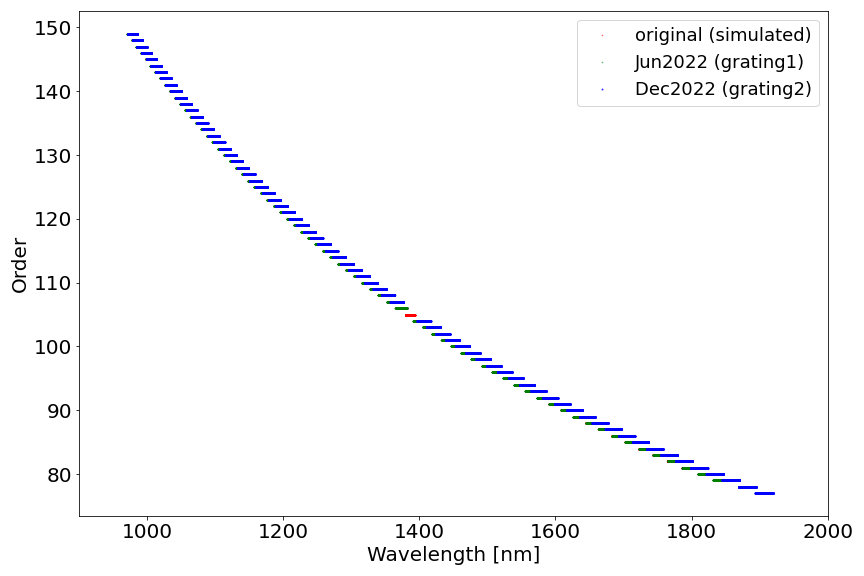 original (simulated)
Jun2022 (grating1)
Dec2022 (grating2)
150
140
130
120
110
100
90
80
Order
1000 1200 1400 1600 1800 2000
Wavelength [nm]